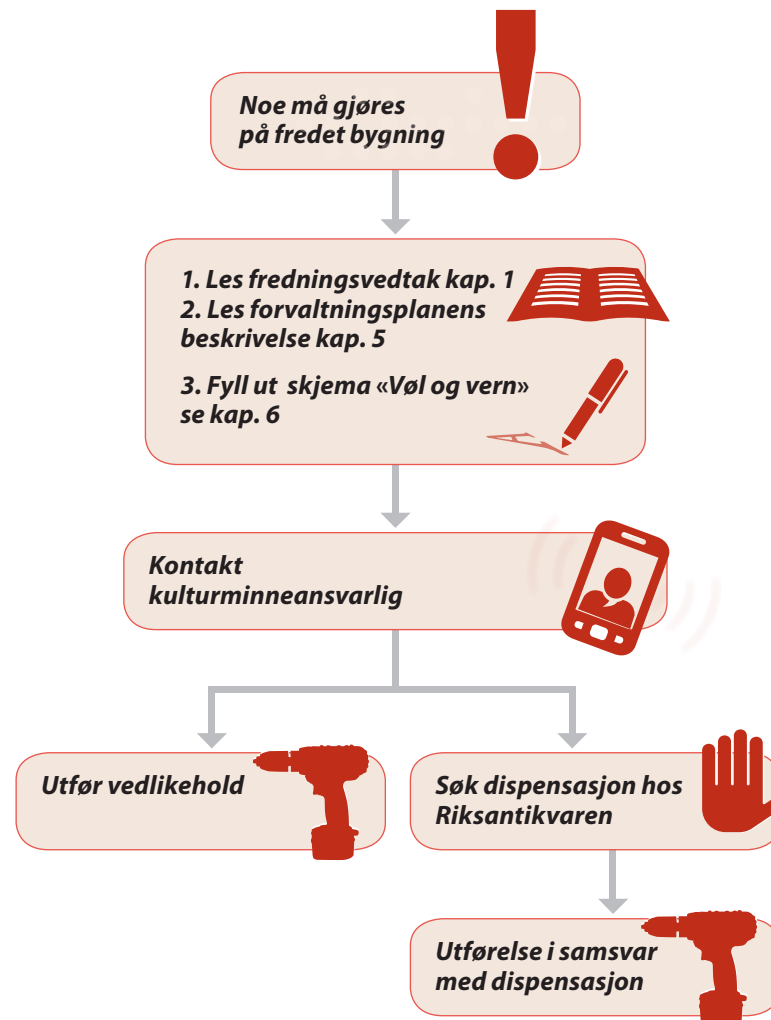 Noe må gjøres
på fredet bygning
1. Les fredningsvedtak kap. 1
2. Les forvaltningsplanens
beskrivelse kap. 5
3. Fyll ut skjema «Vøl og vern»
se kap. 6
Kontakt
kulturminneansvarlig
Utfør vedlikehold
Søk dispensasjon hos
Riksantikvaren
Utførelse i samsvar
med dispensasjon